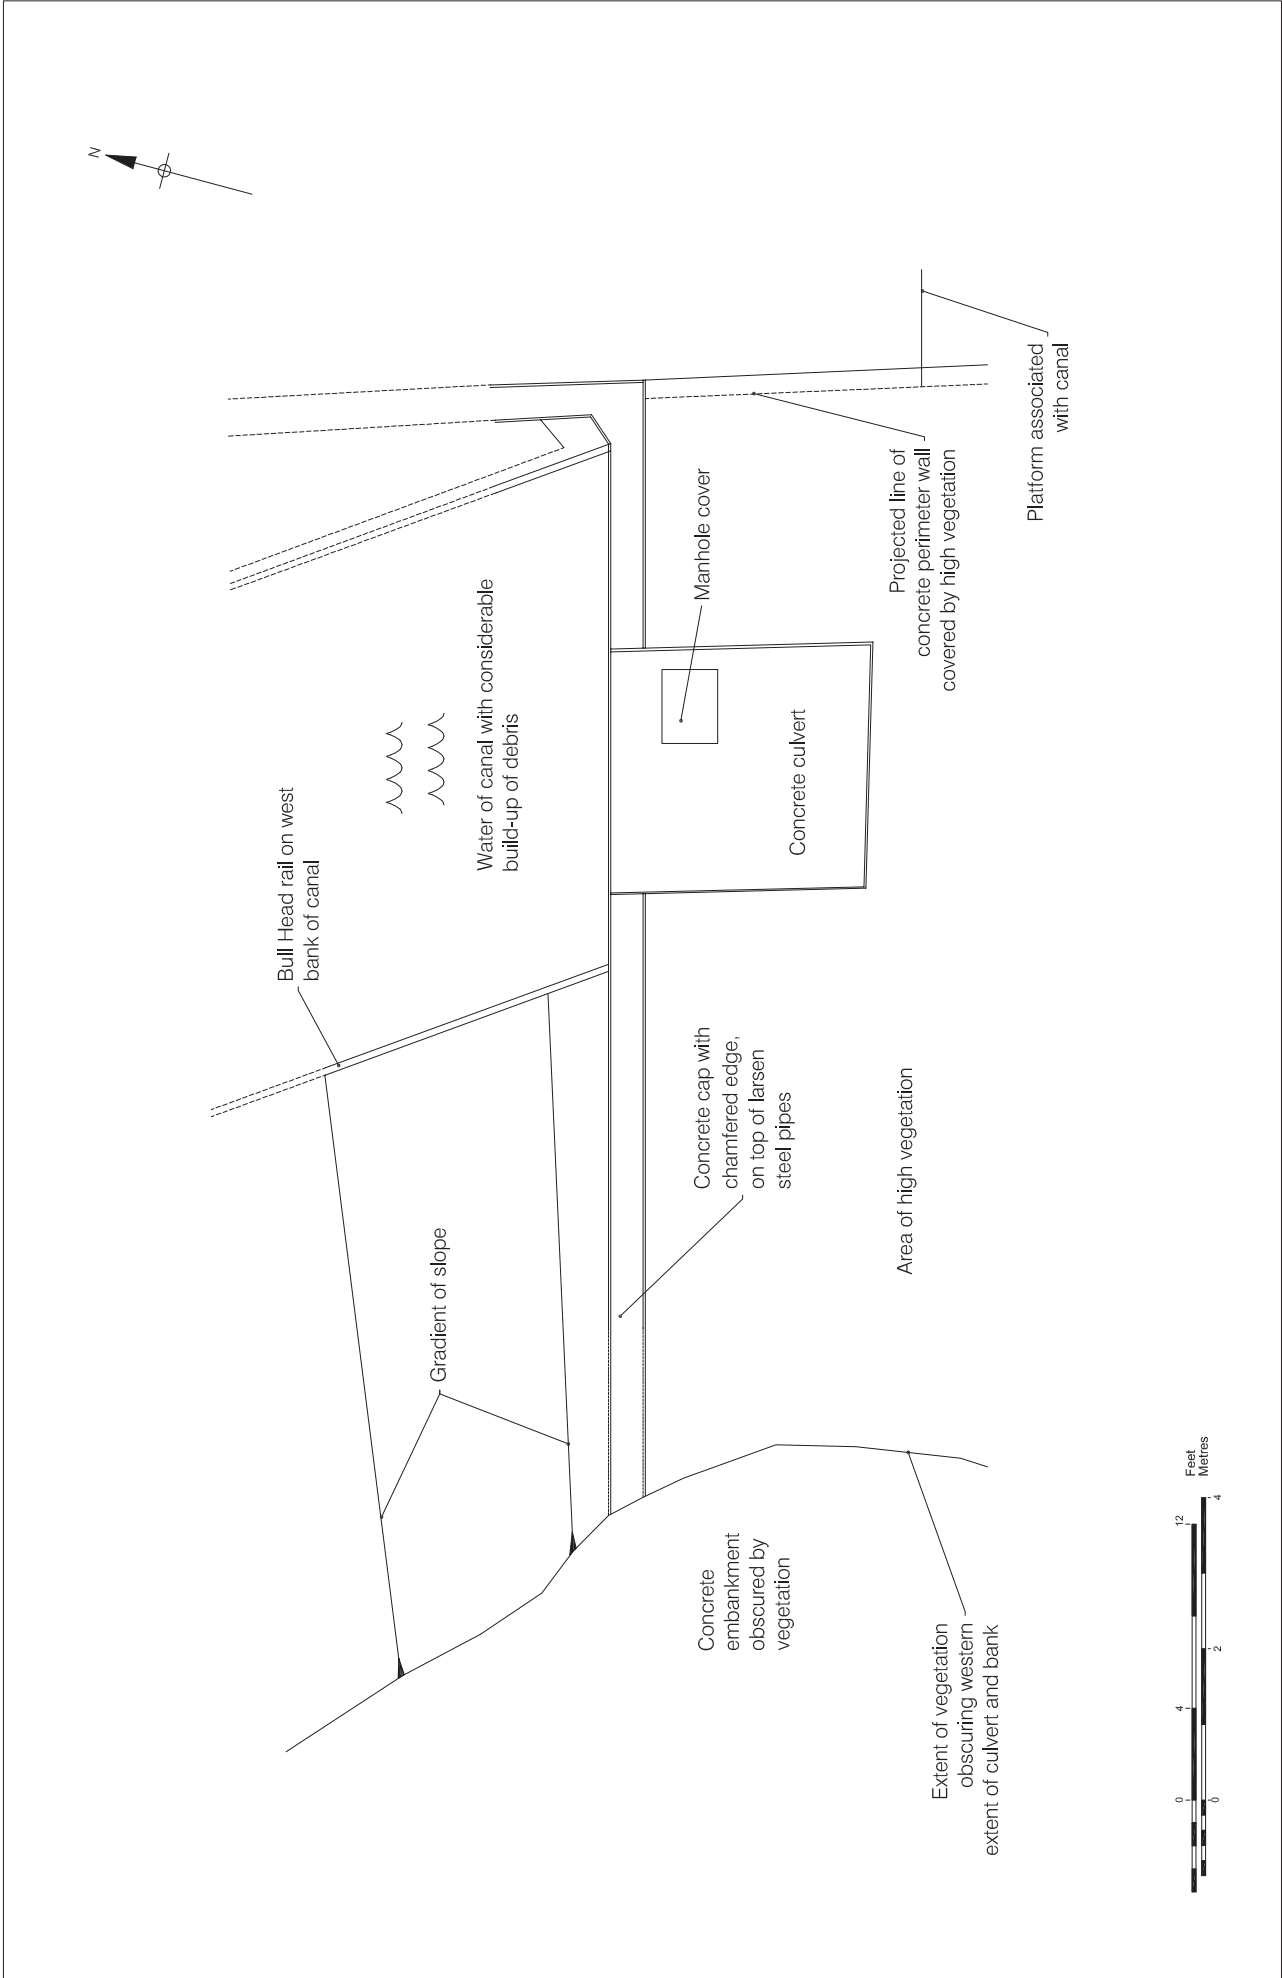 N
Bull Head rail on west
bank of canal
Water of canal with considerable
build-up of debris
Gradient of slope
Manhole cover
Concrete culvert
Concrete cap with
chamfered edge,
on top of larsen
steel pipes
Projected line of
concrete perimeter wall
covered by high vegetation
Platform associated
with canal
Area of high vegetation
Concrete
embankment
obscured by
vegetation
Extent of vegetation
obscuring western
extent of culvert and bank
0 4 12 Feet
Metres
0 2 4